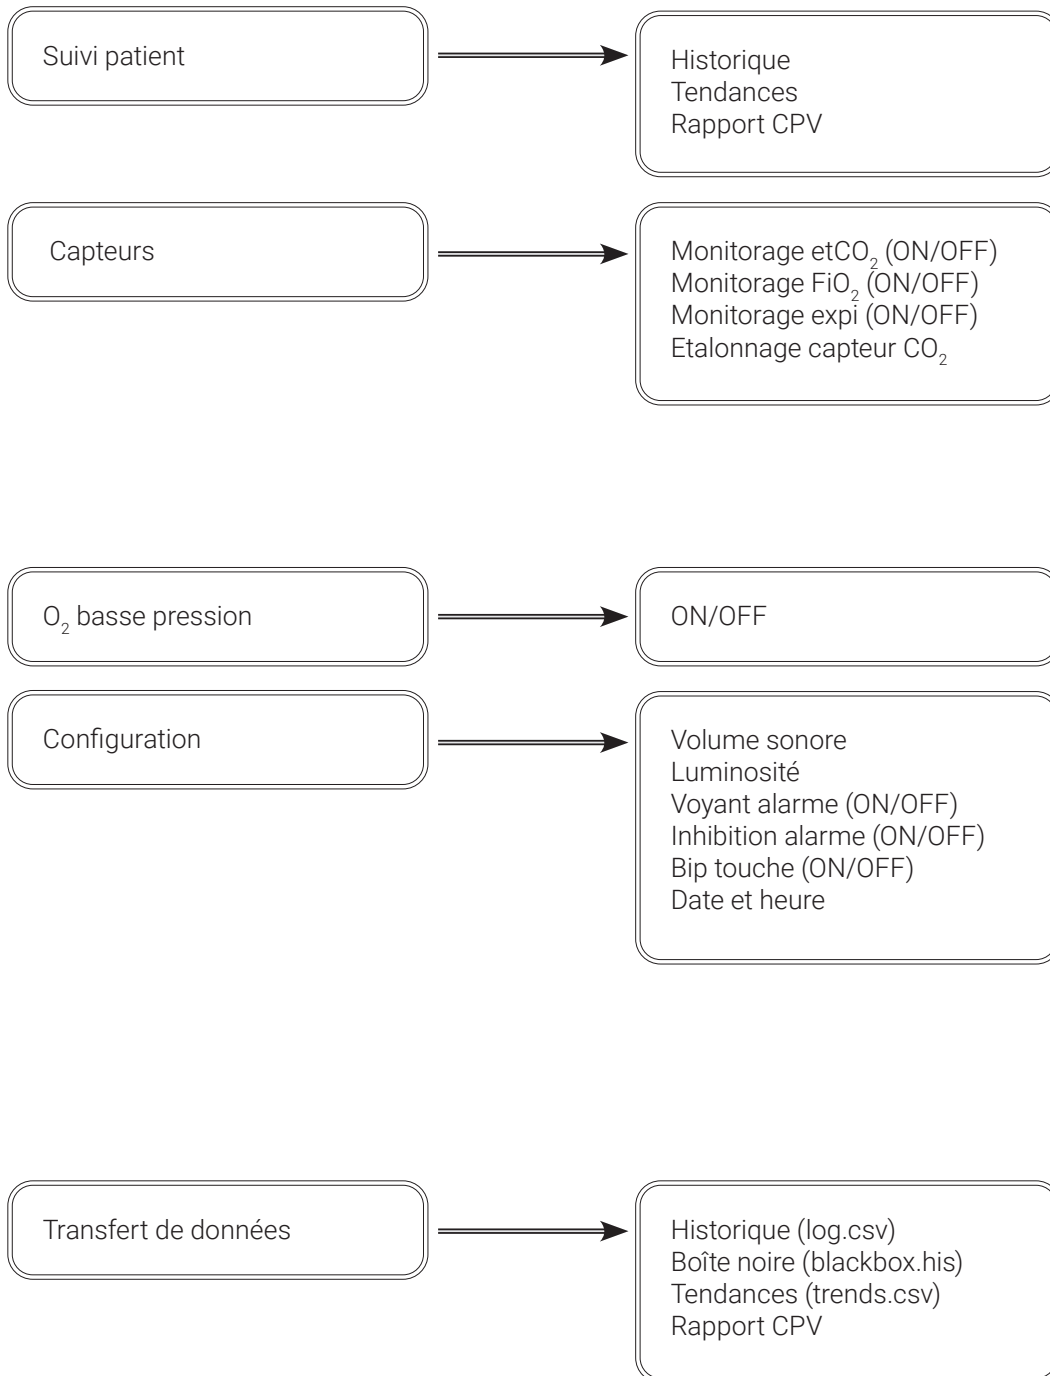 Suivi patient
Historique
Tendances
Rapport CPV
Capteurs
Monitorage etCO₂ (ON/OFF)
Monitorage FiO₂ (ON/OFF)
Monitorage expi (ON/OFF)
Etalonnage capteur CO₂
O₂ basse pression
ON/OFF
Configuration
Volume sonore
Luminosité
Voyant alarme (ON/OFF)
Inhibition alarme (ON/OFF)
Bip touche (ON/OFF)
Date et heure
Transfert de données
Historique (log.csv)
Boîte noire (blackbox.his)
Tendances (trends.csv)
Rapport CPV